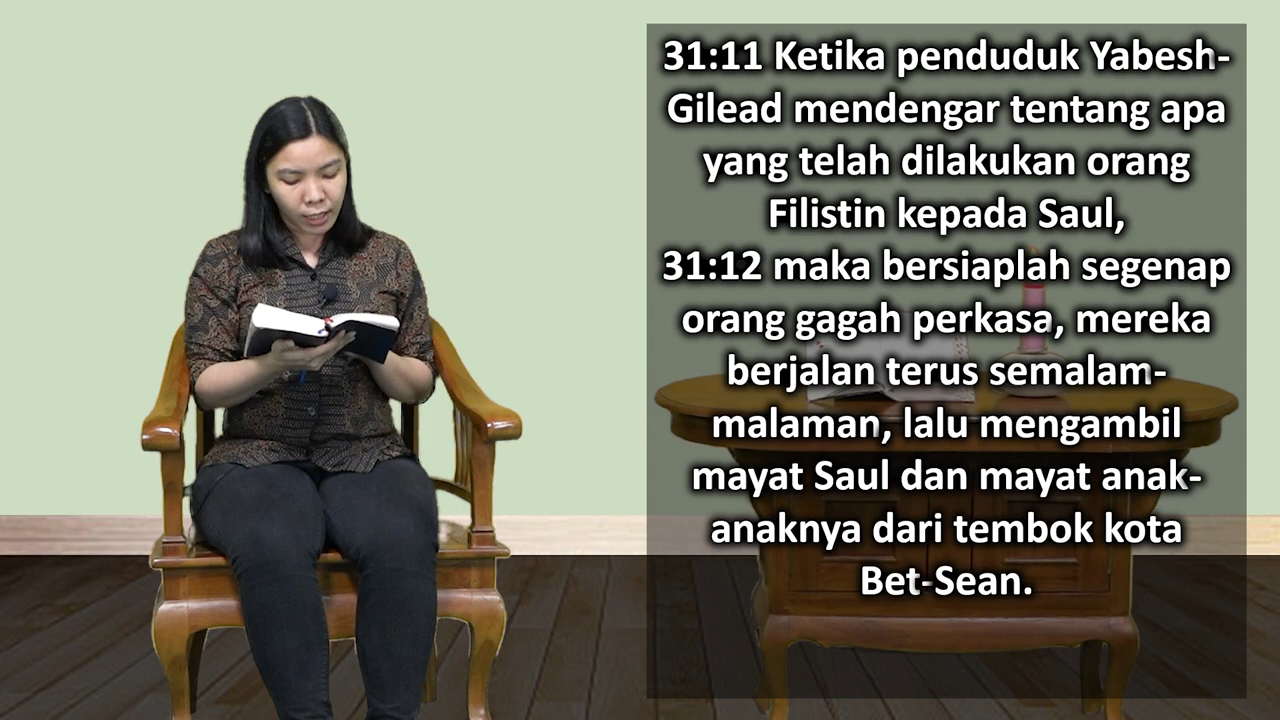 31:11 Ketika penduduk Yabesh-
Gilead mendengar tentang apa
yang telah dilakukan orang
Filistin kepada Saul,
31:12 maka bersiaplah segenap
orang gagah perkasa, mereka
berjalan terus semalam-
malaman, lalu mengambil
mayat Saul dan mayat anak-
anaknya dari tembok kota
Bet-Sean.